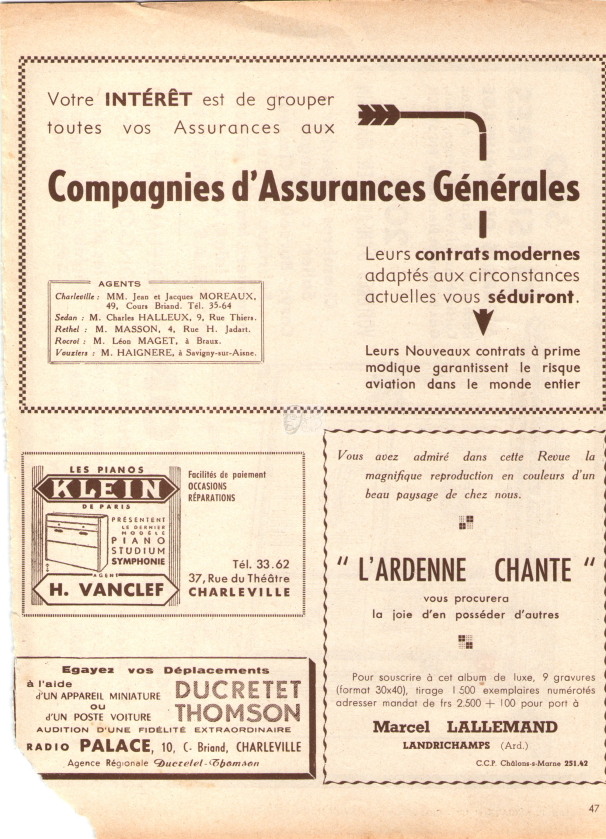 Votre INTÉRÊT est de grouper
toutes vos Assurances aux
Compagnies d'Assurances Générales
Leurs contrats modernes
adaptés aux circonstances
actuelles vous séduiront.
Leurs Nouveaux contrats à prime
modique garantissent le risque
aviation dans le monde entier
AGENTS
Charleville : MM. Jean et Jacques MOREAUX,
49, Cours Briand. Tél. 35-64
Sedan : M. Charles HALLEUX, 9, Rue Thiers.
Rethel : M. MASSON, 4, Rue H. Jadart.
Rocroi : M. Léon MAGET, à Braux.
Vouziers : M. HAIGNERE, à Savigny-sur-Aisne.
LES PIANOS
KLEIN
DE PARIS
PRÉSENTENT
LE DERNIER
MODÈLE
PIANO
STUDIUM
SYMPHONIE
AGENT
H. VANCLEF
Facilités de paiement
OCCASIONS
RÉPARATIONS
Tél. 33.62
37, Rue du Théâtre
CHARLEVILLE
Egayez vos Déplacements
à l'aide
d'UN APPAREIL MINIATURE
OU
d'UN POSTE VOITURE
DUCRETET
THOMSON
AUDITION D'UNE FIDÉLITÉ EXTRAORDINAIRE
RADIO PALACE, 10, C. Briand, CHARLEVILLE
Agence Régionale Ducretet-Thomson
Vous avez admiré dans cette Revue la
magnifique reproduction en couleurs d'un
beau paysage de chez nous.
" L'ARDENNE CHANTE "
vous procurera
la joie d'en posséder d'autres
Pour souscrire à cet album de luxe, 9 gravures
(format 30x40), tirage 1.500 exemplaires numérotés
adresser mandat de frs 2.500 + 100 pour port à
Marcel LALLEMAND
LANDRICHAMPS (Ard.)
C.C.P. Châlons-s-Marne 251.42
47